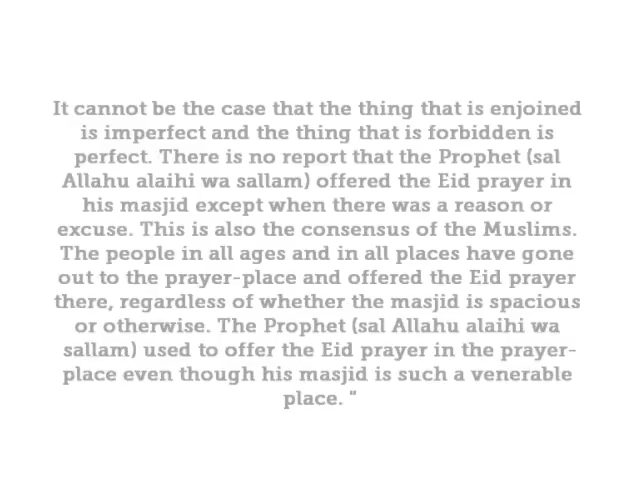 It cannot be the case that the thing that is enjoined
is imperfect and the thing that is forbidden is
perfect. There is no report that the Prophet (sal
Allahu alaihi wa sallam) offered the Eid prayer in
his masjid except when there was a reason or
excuse. This is also the consensus of the Muslims.
The people in all ages and in all places have gone
out to the prayer-place and offered the Eid prayer
there, regardless of whether the masjid is spacious
or otherwise. The Prophet (sal Allahu alaihi wa
sallam) used to offer the Eid prayer in the prayer-
place even though his masjid is such a venerable
place. "